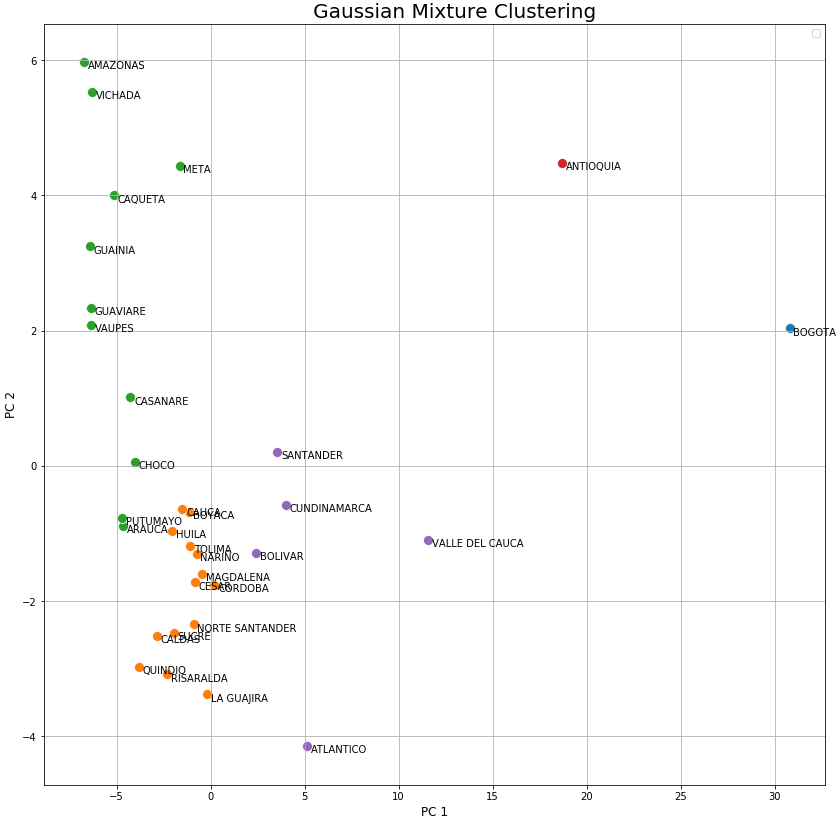 Gaussian Mixture Clustering
AMAZONAS
VICHADA
META
ANTIOQUIA
CAQUETA
GUAINIA
GUAVIARE
VAUPES
BOGOTA
CASANARE
SANTANDER
CHOCO
CUNDINAMARCA
CAUCA
BOYACA
PUTUMAYO
ARAUCA
HUILA
VALLE DEL CAUCA
TOLIMA
NARINO
BOLIVAR
MAGDALENA
CESAR
CORDOBA
NORTE SANTANDER
SUCRE
CALDAS
QUINDIO
RISARALDA
LA GUAJIRA
ATLANTICO
6
4
2
0
−2
−4
PC 2
−5
0
5
10
15
20
25
30
PC 1